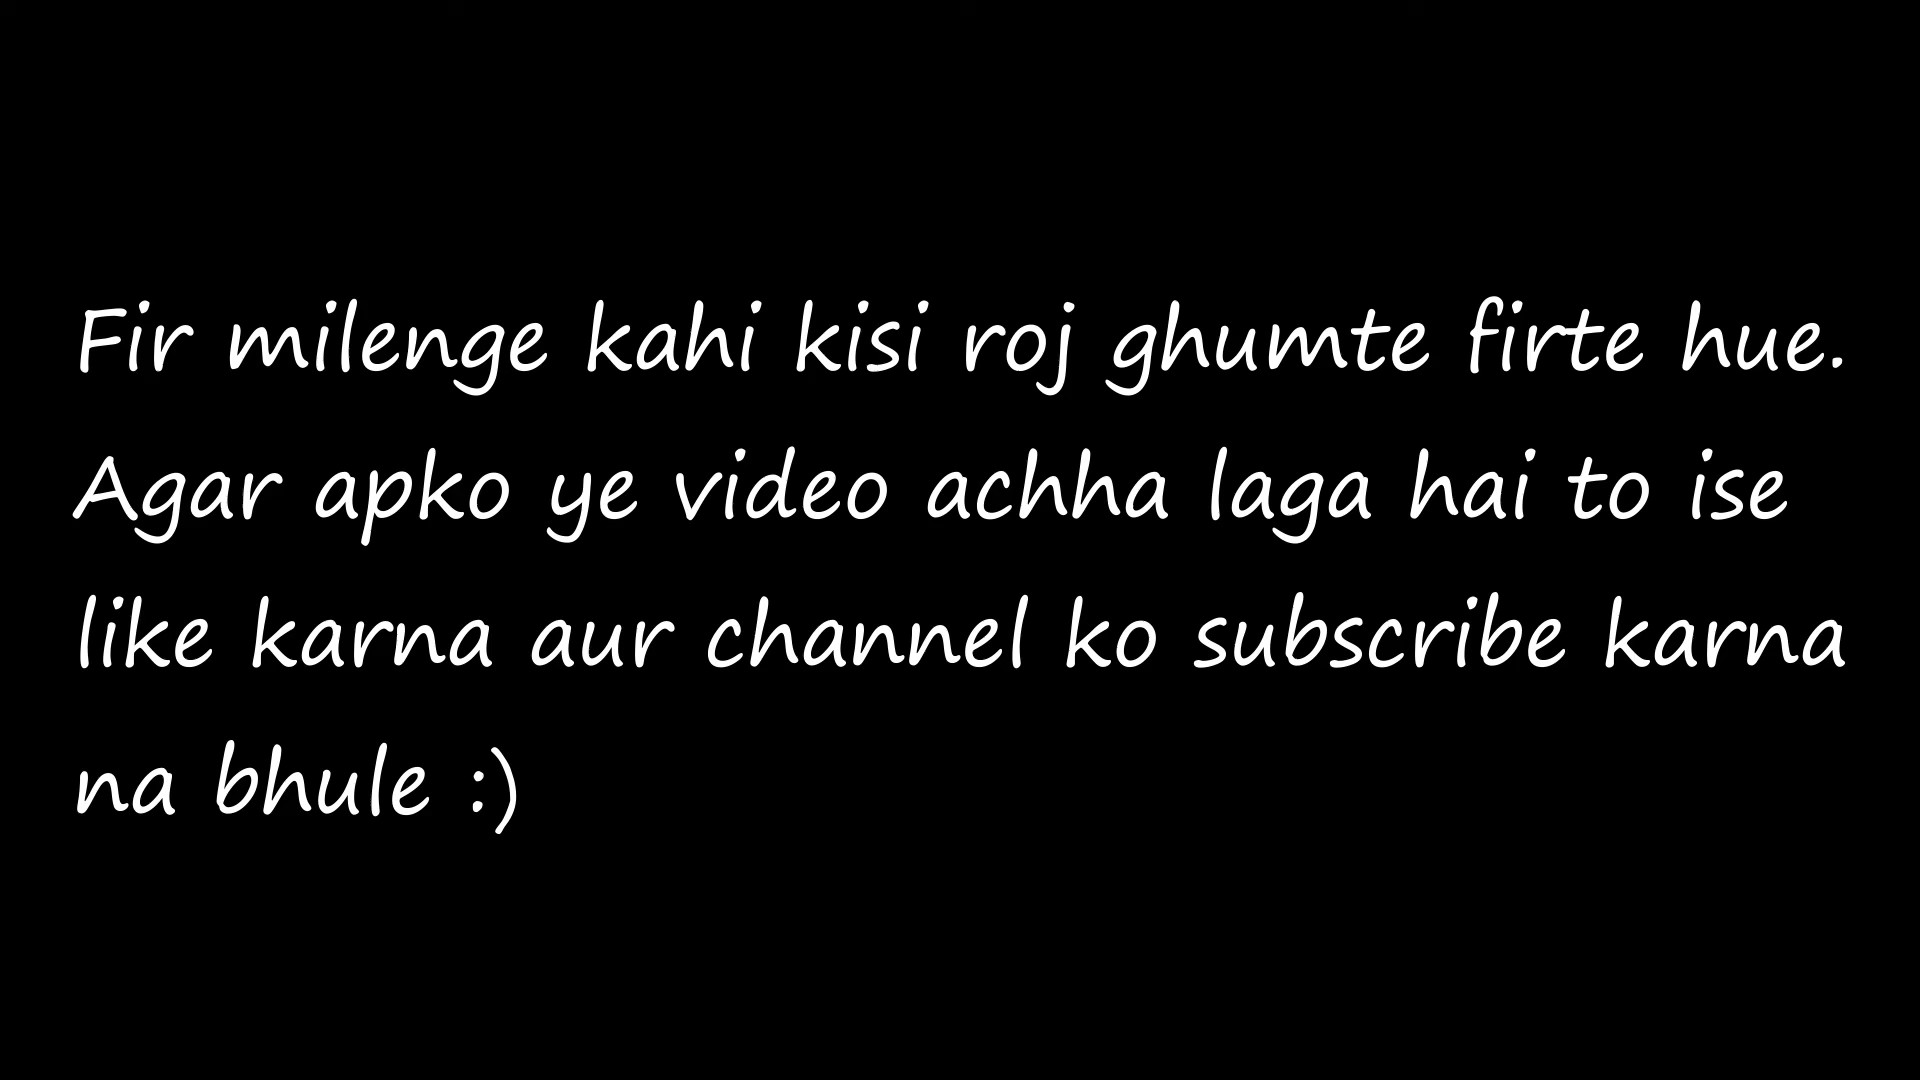 Fir milenge kahi kisi roj ghumte firte hue.
Agar apko ye video achha laga hai to ise
like karna aur channel ko subscribe karna
na bhule :)